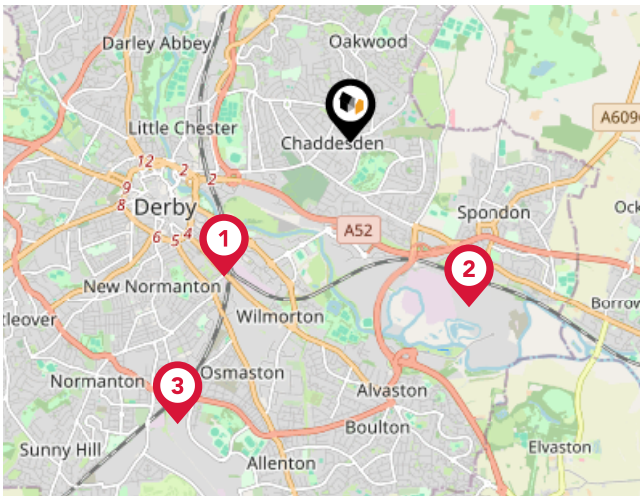 Darley Abbey
Oakwood
A609
Little Chester
Chaddesden
12
2
2
9
8
Derby
Spondon
Ock
6
5
4
1
A52
2
New Normanton
tleover
Wilmorton
Borrow
Normanton
3
Osmaston
Alvaston
Boulton
Sunny Hill
Allenton
Elvaston